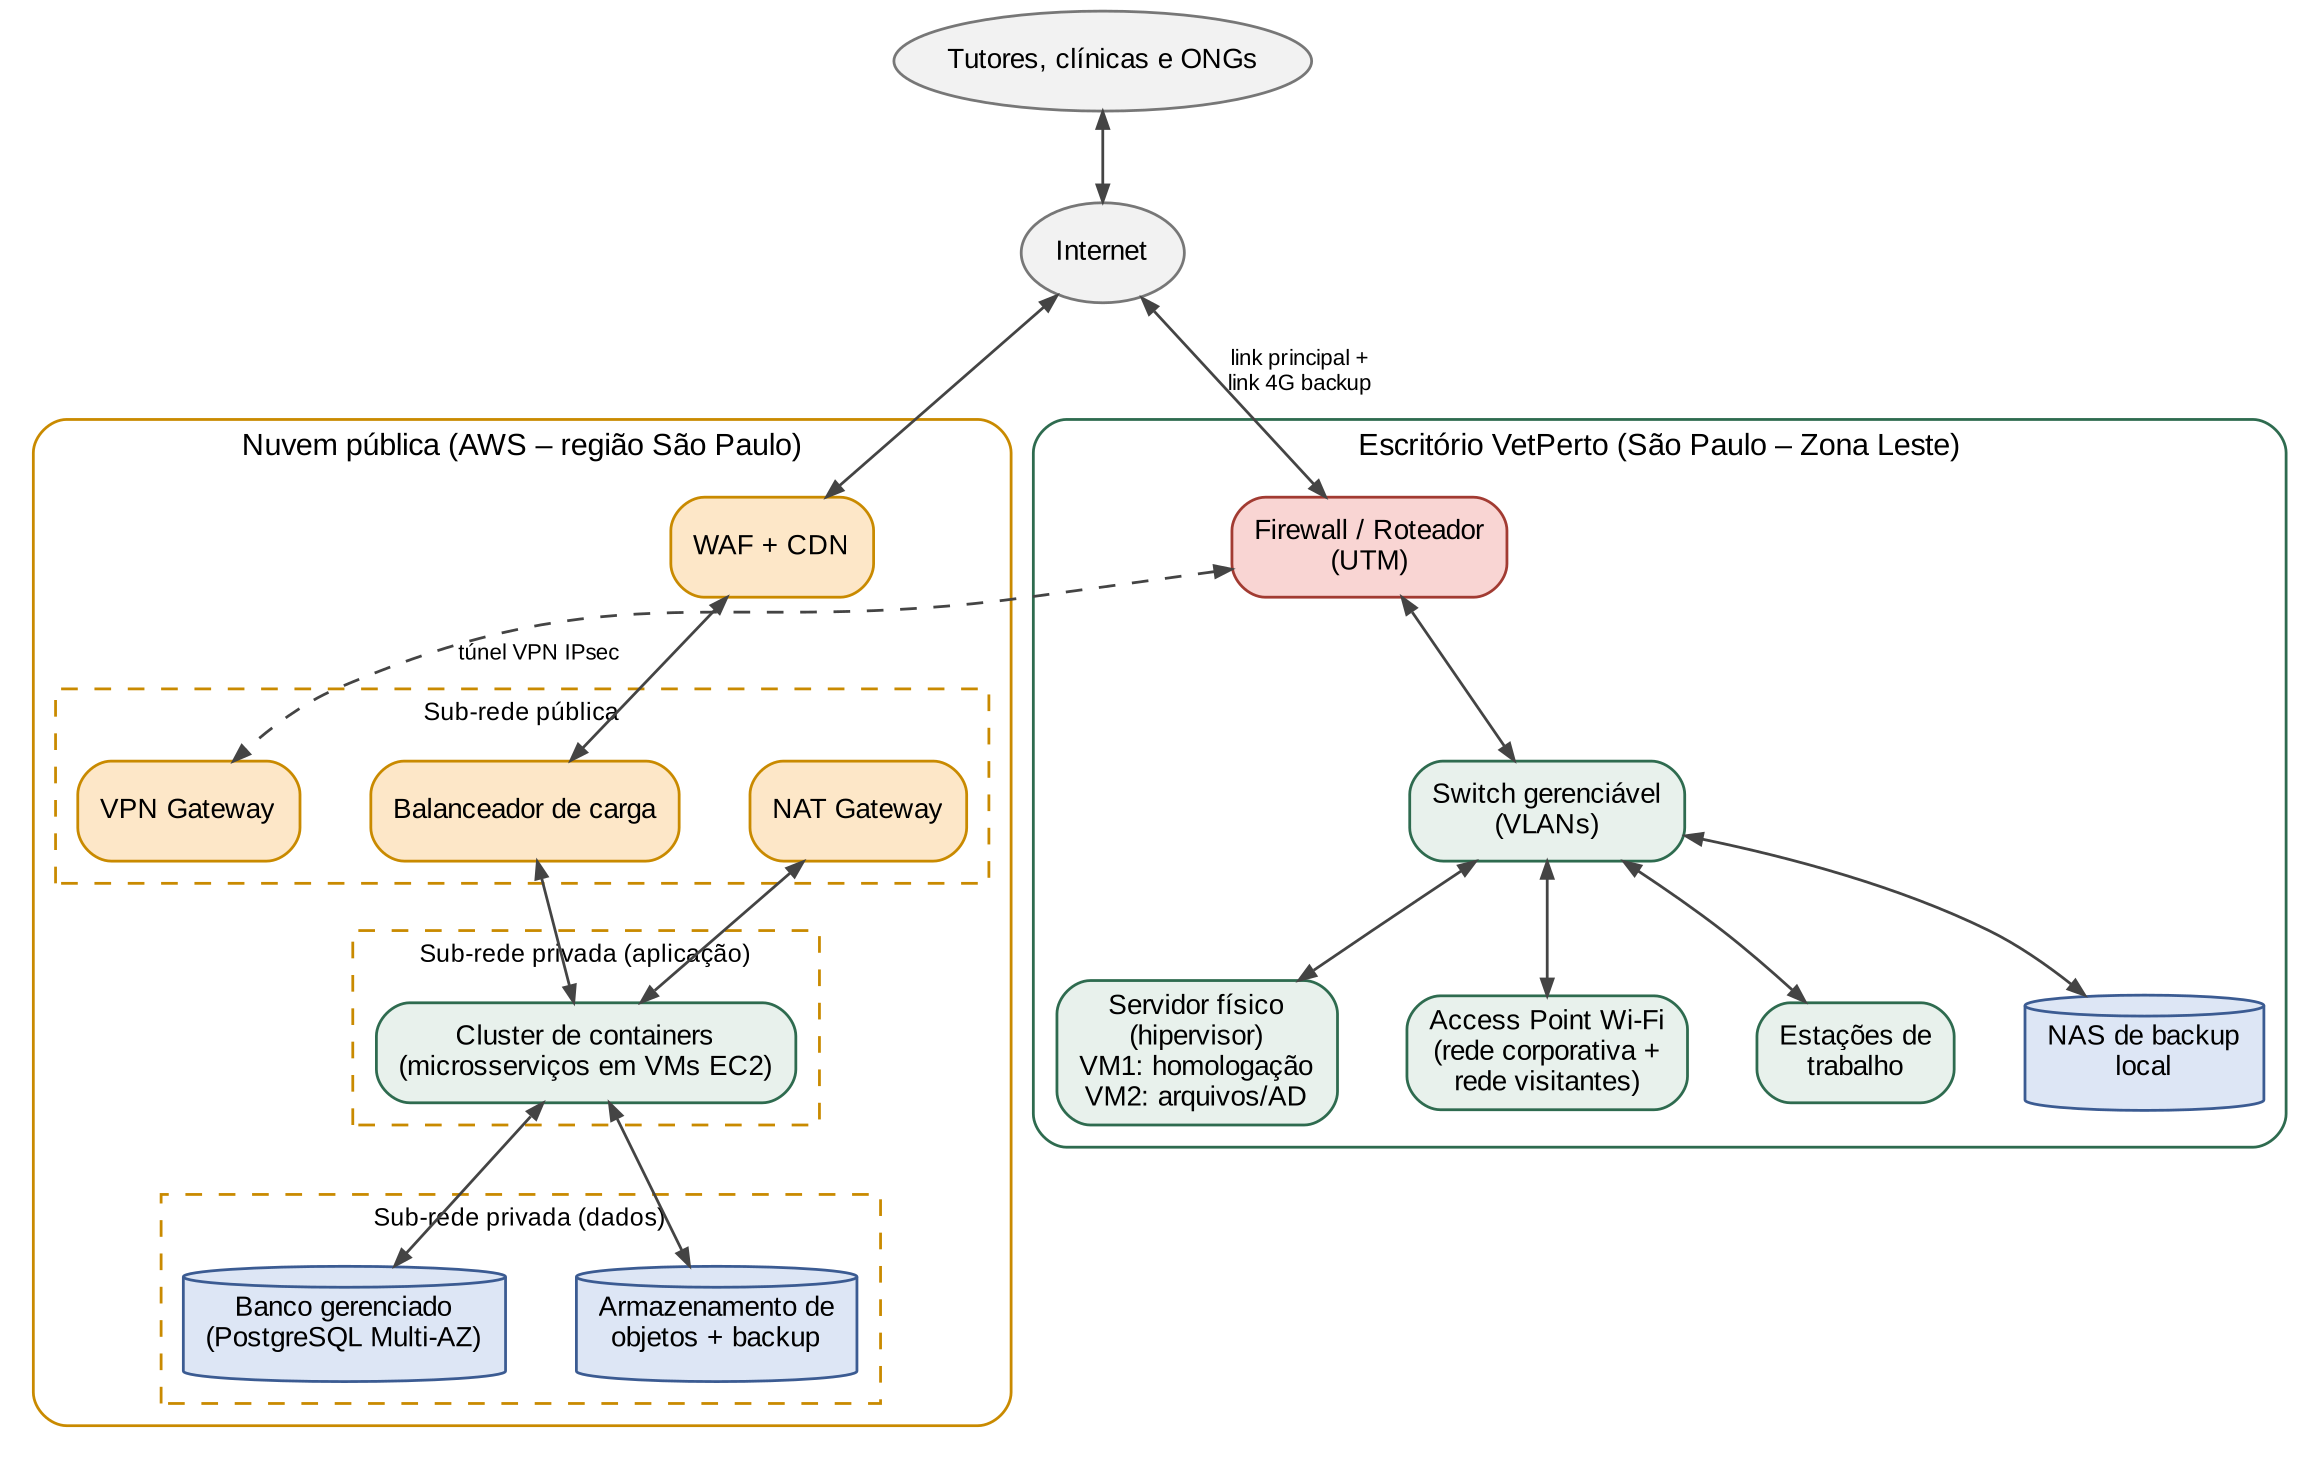 Tutores, clínicas e ONGs
Internet
link principal +
link 4G backup
Nuvem pública (AWS – região São Paulo)
Escritório VetPerto (São Paulo – Zona Leste)
WAF + CDN
Firewall / Roteador
(UTM)
túnel VPN IPsec
Sub-rede pública
VPN Gateway
Balanceador de carga
NAT Gateway
Switch gerenciável
(VLANs)
Sub-rede privada (aplicação)
Cluster de containers
(microsserviços em VMs EC2)
Servidor físico
(hipervisor)
VM1: homologação
VM2: arquivos/AD
Access Point Wi-Fi
(rede corporativa +
rede visitantes)
Estações de
trabalho
NAS de backup
local
Sub-rede privada (dados)
Banco gerenciado
(PostgreSQL Multi-AZ)
Armazenamento de
objetos + backup